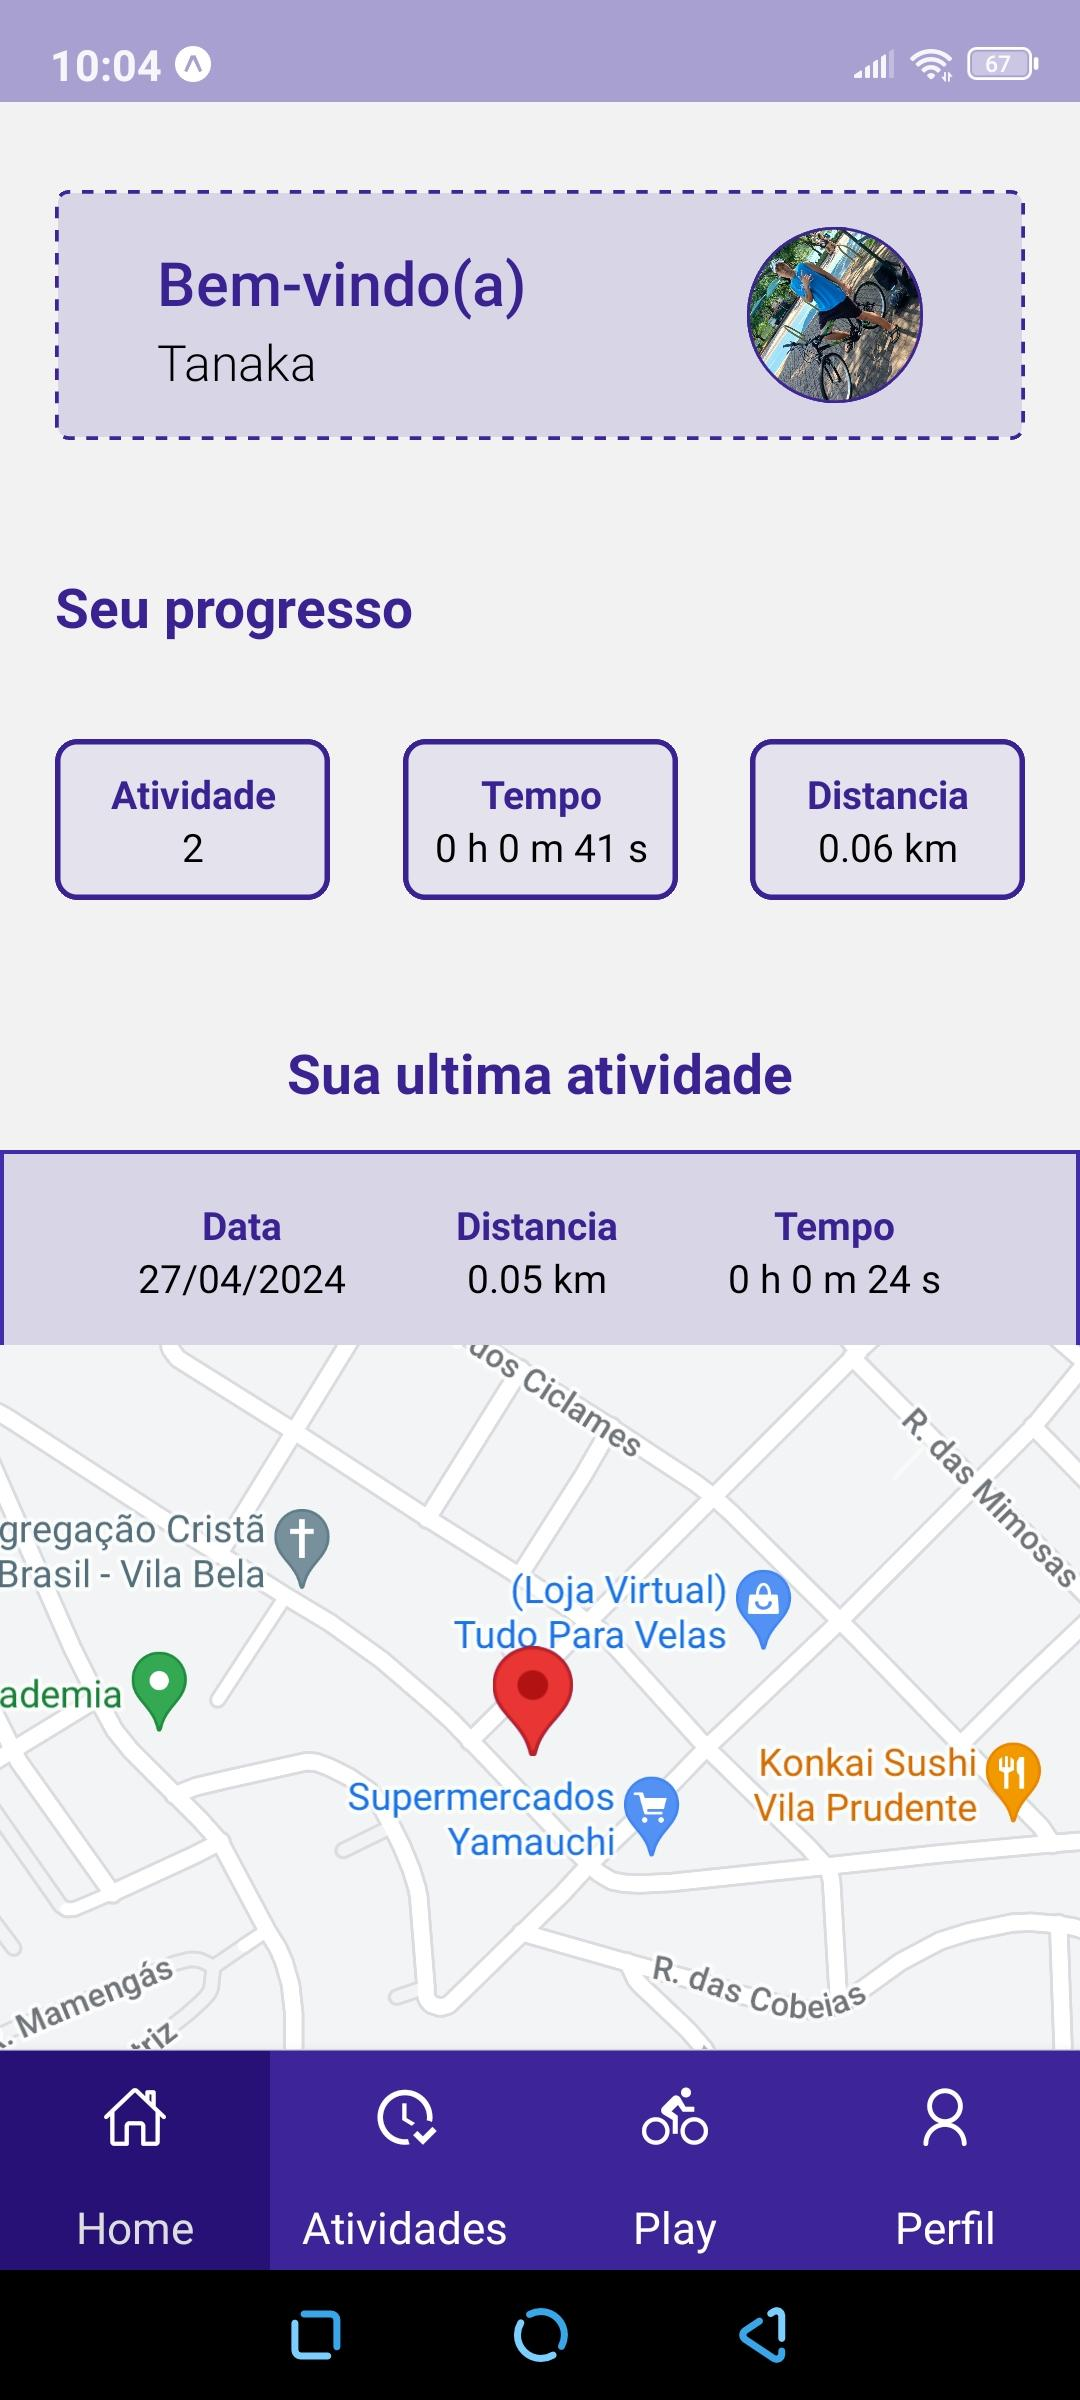 10:04
67
Bem-vindo(a)
Tanaka
Seu progresso
Atividade
2
Tempo
0 h 0 m 41 s
Distancia
0.06 km
Sua ultima atividade
Data
27/04/2024
Distancia
0.05 km
Tempo
0 h 0 m 24 s
dos Ciclames
R. das Mimosas
gregação Cristã
Brasil - Vila Bela
(Loja Virtual)
Tudo Para Velas
ademia
Konkai Sushi
Vila Prudente
Supermercados
Yamauchi
R. das Cobeias
. Mamengás
triz
Home
Atividades
Play
Perfil